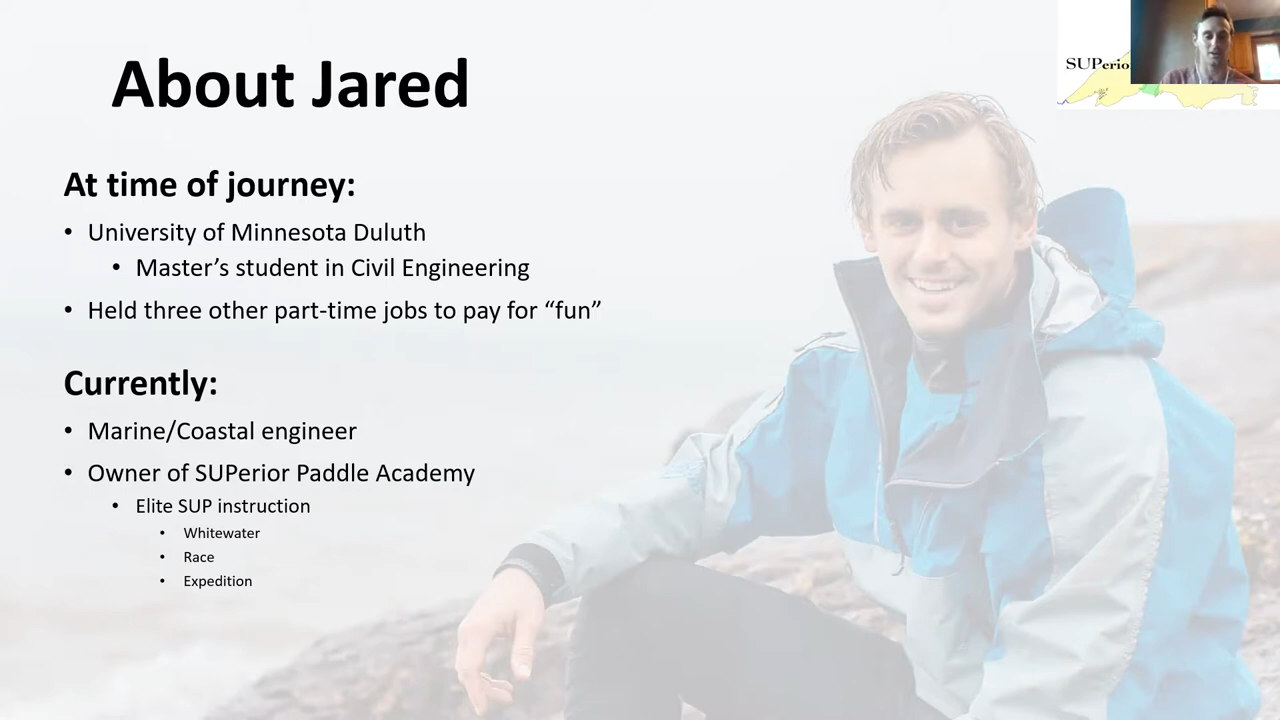 About Jared
SUPerio
At time of journey:
• University of Minnesota Duluth
• Master’s student in Civil Engineering
• Held three other part-time jobs to pay for “fun”
Currently:
• Marine/Coastal engineer
• Owner of SUPerior Paddle Academy
• Elite SUP instruction
• Whitewater
• Race
• Expedition